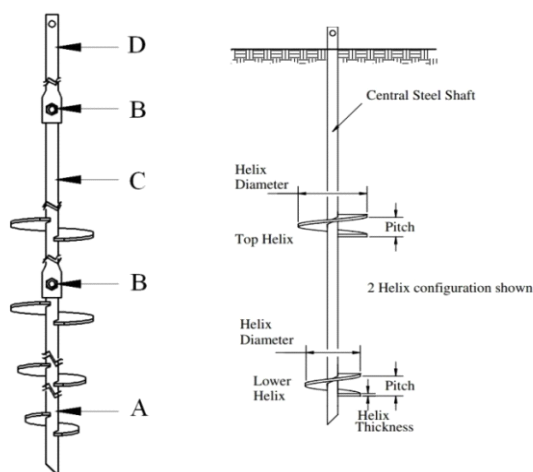 D
B
C
B
A
Central Steel Shaft
Helix
Diameter
Pitch
Top Helix
2 Helix configuration shown
Helix
Diameter
Lower
Helix
Pitch
Helix
Thickness